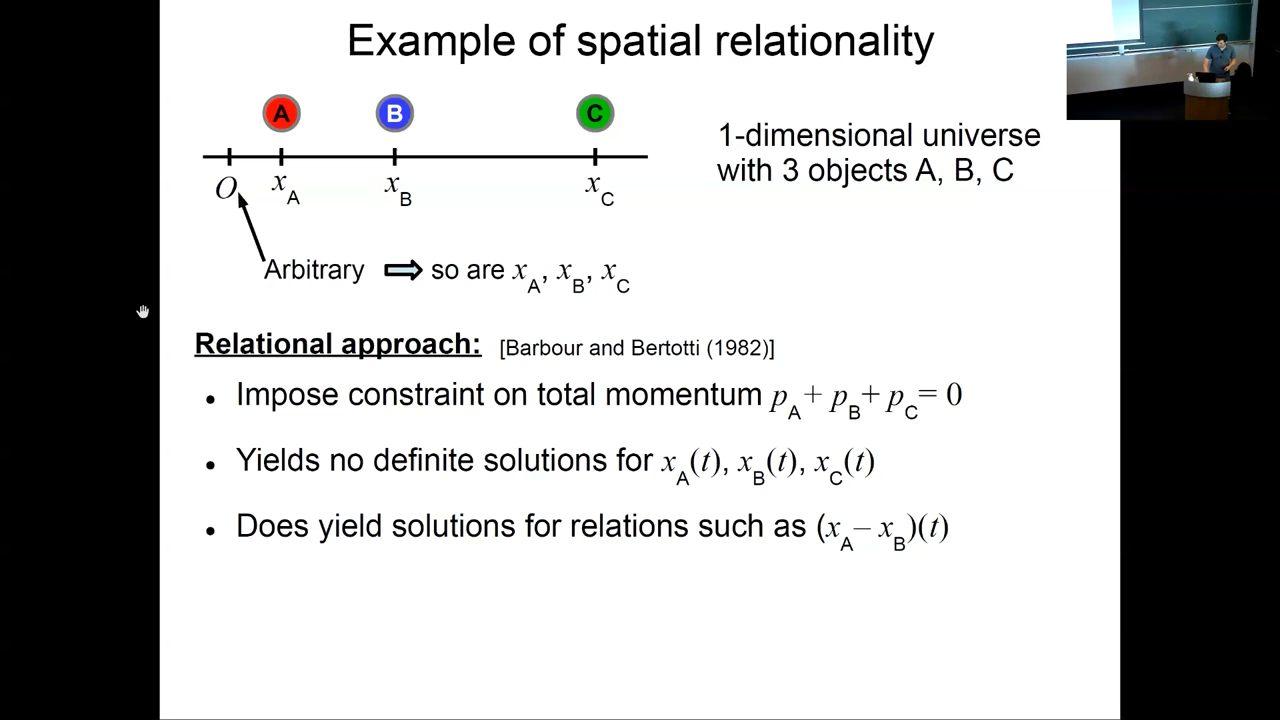 Example of spatial relationality
A B C
O x_A x_B x_C
1-dimensional universe
with 3 objects A, B, C
Arbitrary ⇒ so are x_A, x_B, x_C
Relational approach: [Barbour and Bertotti (1982)]
• Impose constraint on total momentum p_A + p_B + p_C = 0
• Yields no definite solutions for x_A(t), x_B(t), x_C(t)
• Does yield solutions for relations such as (x_A – x_B)(t)